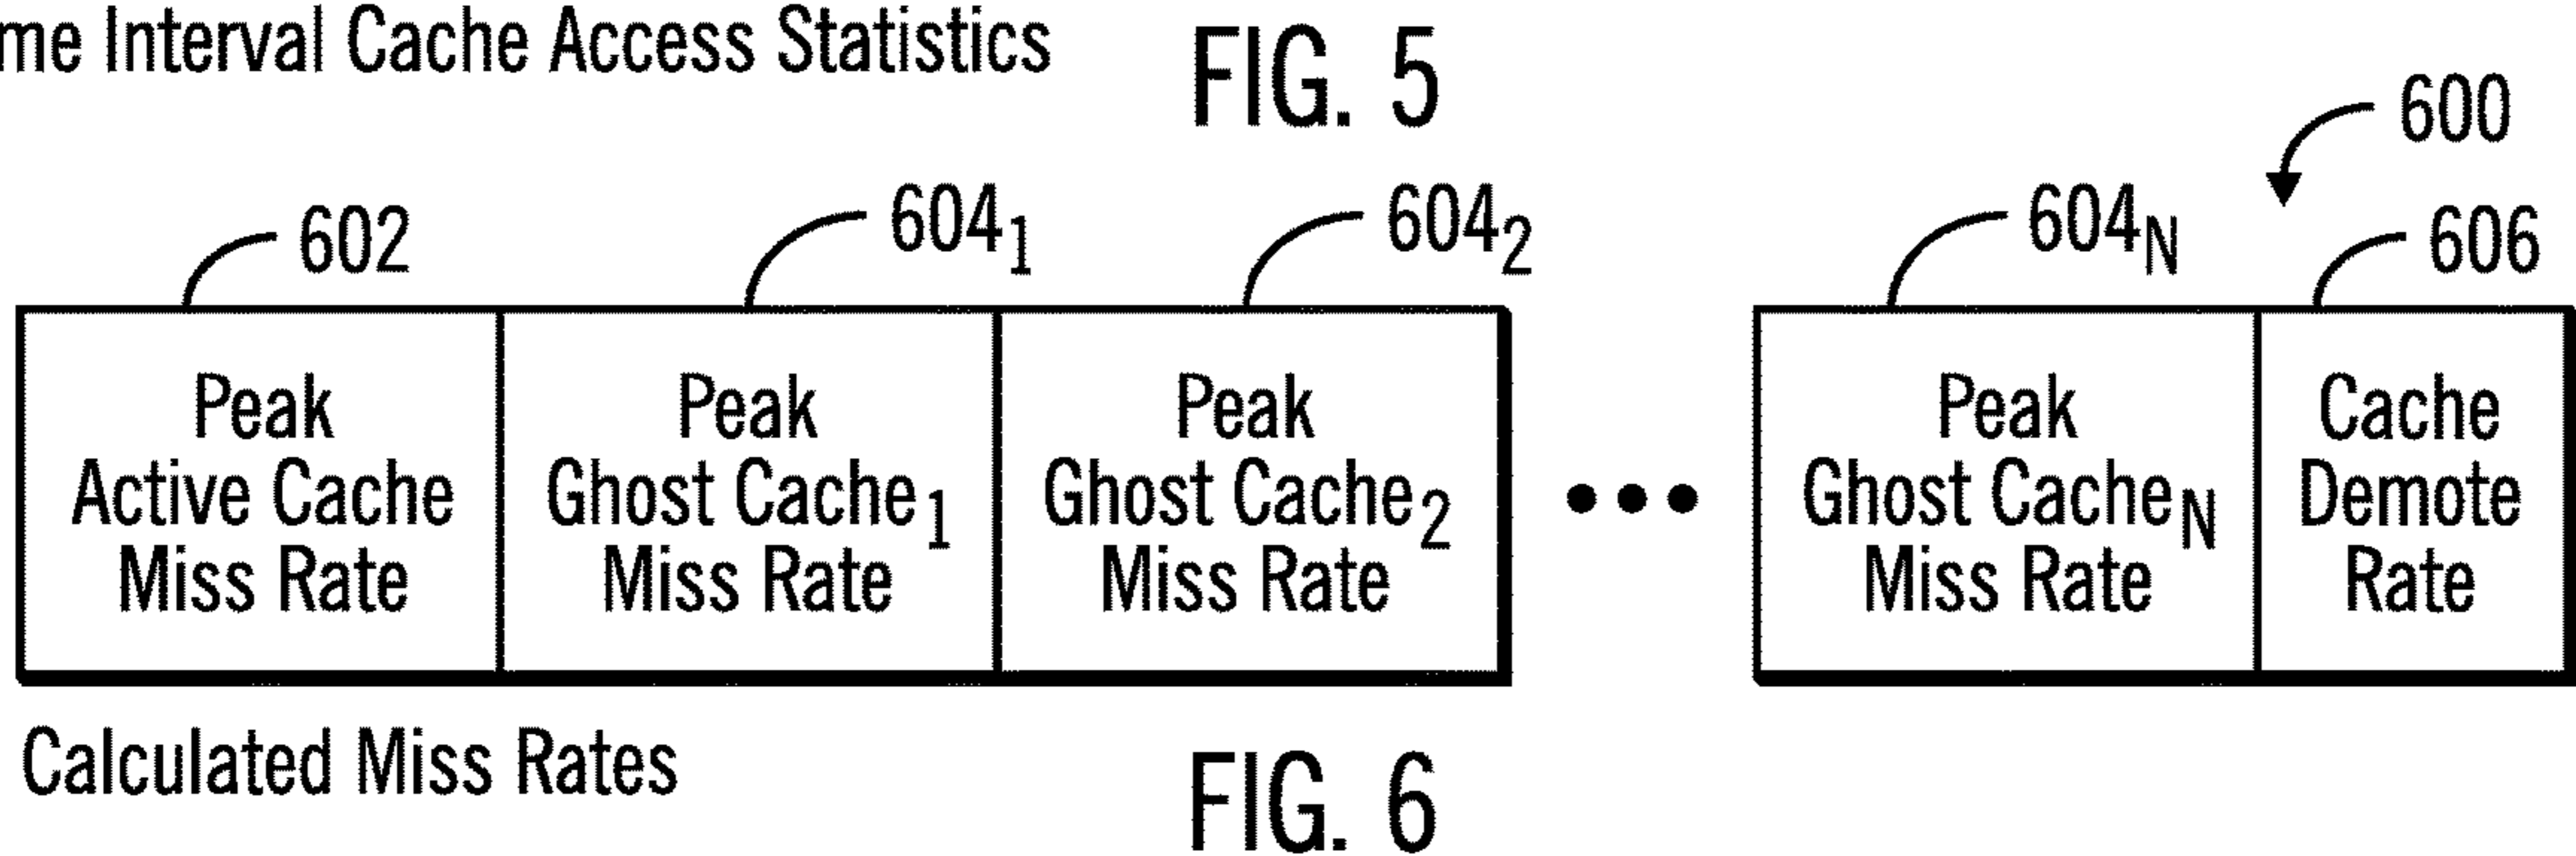 Interval Cache Access Statistics
FIG. 5
600
602
604₁
604₂
604N
606
Peak
Active Cache
Miss Rate
Peak
Ghost Cache₁
Miss Rate
Peak
Ghost Cache₂
Miss Rate
•••
Peak
Ghost CacheN
Miss Rate
Cache
Demote
Rate
Calculated Miss Rates
FIG. 6